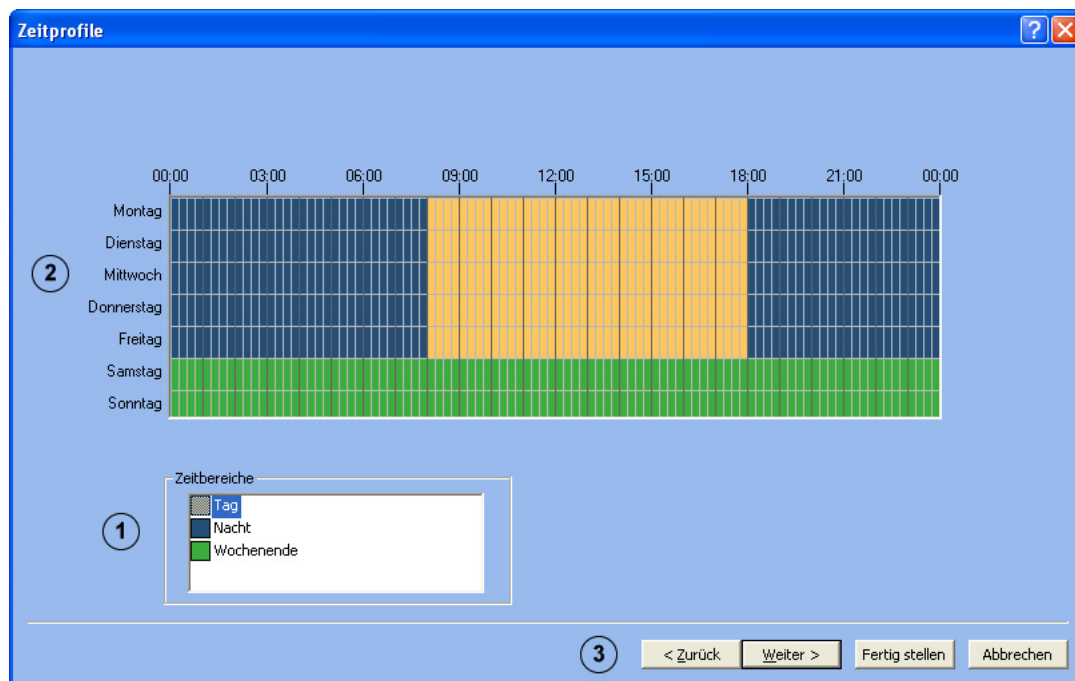 Zeitprofile
00:00 03:00 06:00 09:00 12:00 15:00 18:00 21:00 00:00
Montag
Dienstag
2 Mittwoch
Donnerstag
Freitag
Samstag
Sonntag
Zeitbereiche
Tag
1 Nacht
Wochenende
3 < Zurück Weiter > Fertig stellen Abbrechen